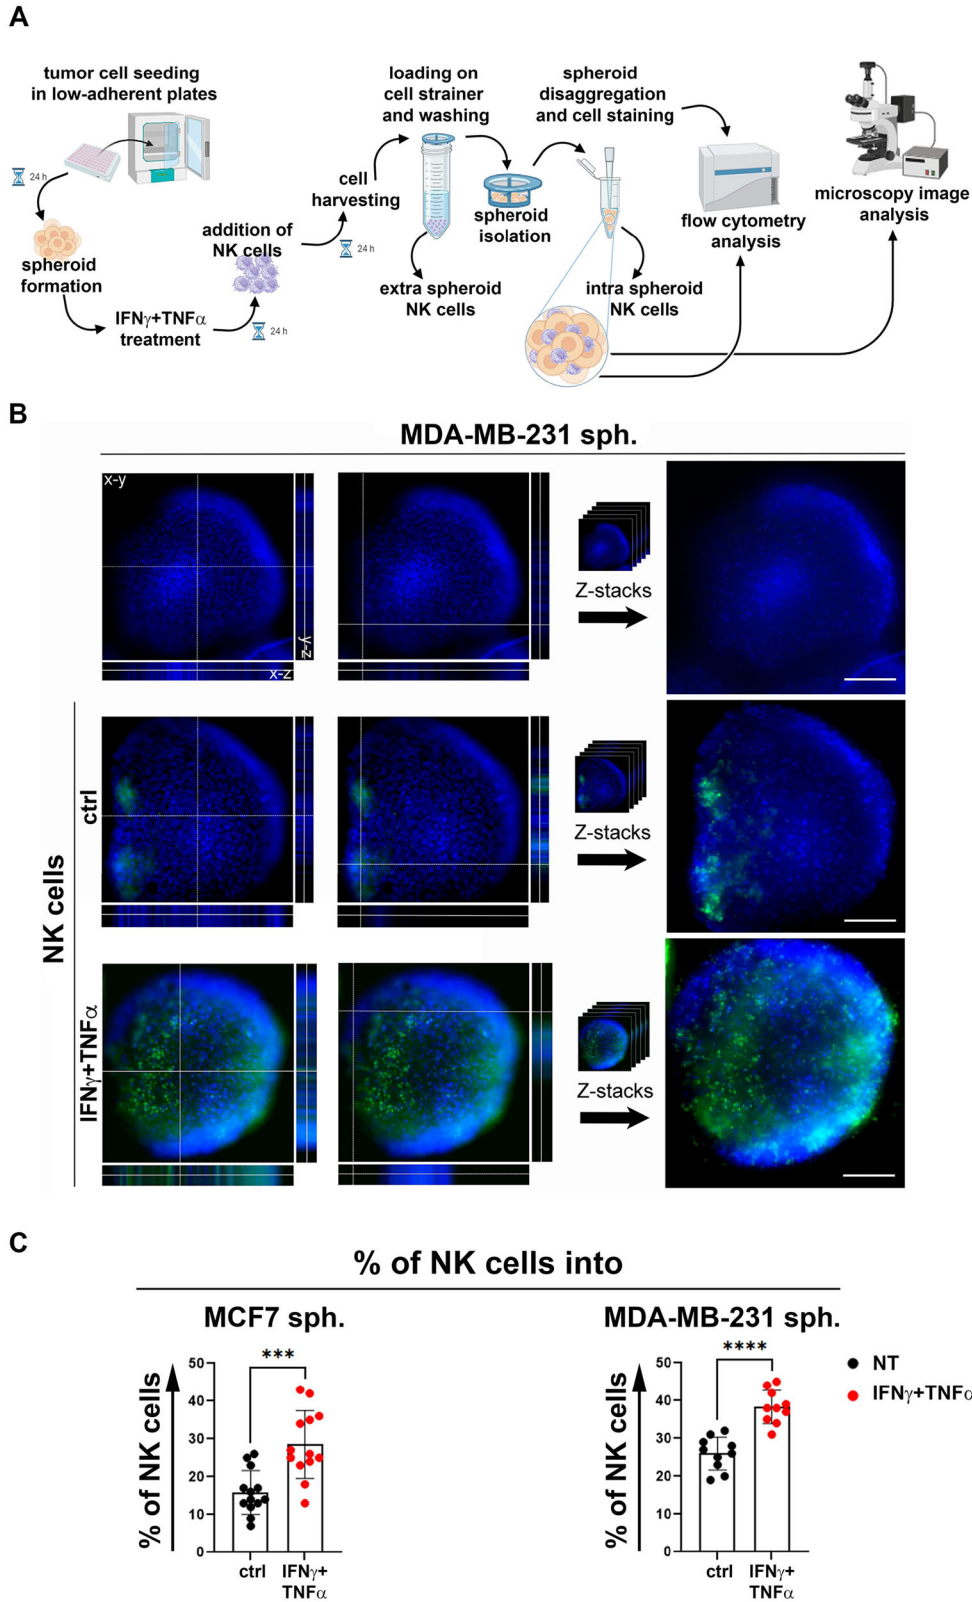 A
tumor cell seeding
in low-adherent plates
24 h
spheroid
formation
IFNγ+TNFα
treatment
24 h
addition of
NK cells
cell
harvesting
24 h
loading on
cell strainer
and washing
extra spheroid
NK cells
spheroid
isolation
spheroid
disaggregation
and cell staining
intra spheroid
NK cells
flow cytometry
analysis
microscopy image
analysis
B
MDA-MB-231 sph.
x-y
y-z
x-z
Z-stacks
NK cells
ctrl
Z-stacks
IFNγ+TNFα
Z-stacks
C
% of NK cells into
MCF7 sph.
% of NK cells
50
40
30
20
10
0
***
ctrl
IFNγ+
TNFα
MDA-MB-231 sph.
% of NK cells
50
40
30
20
10
0
****
ctrl
IFNγ+
TNFα
NT
IFNγ+TNFα